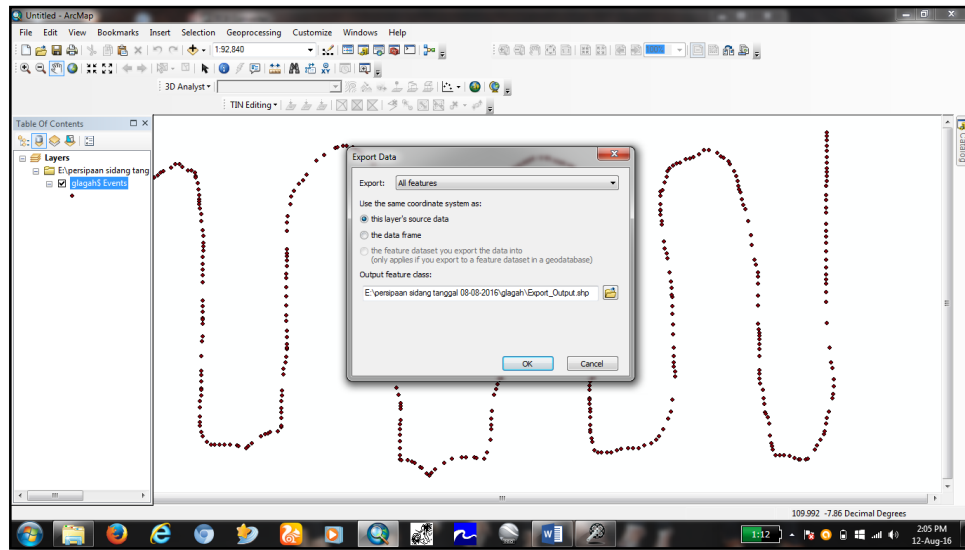 Untitled - ArcMap
File Edit View Bookmarks Insert Selection Geoprocessing Customize Windows Help
1:92,840
3D Analyst
TIN Editing
Table Of Contents
Layers
E:\persipaan sidang tang
glagah$ Events
Catalog
Export Data
Export: All features
Use the same coordinate system as:
this layer's source data
the data frame
the feature dataset you export the data into
(only applies if you export to a feature dataset in a geodatabase)
Output feature class:
E:\persipaan sidang tanggal 08-08-2016\glagah\Export_Output.shp
OK Cancel
109.992 -7.86 Decimal Degrees
1:12
2:05 PM
12-Aug-16